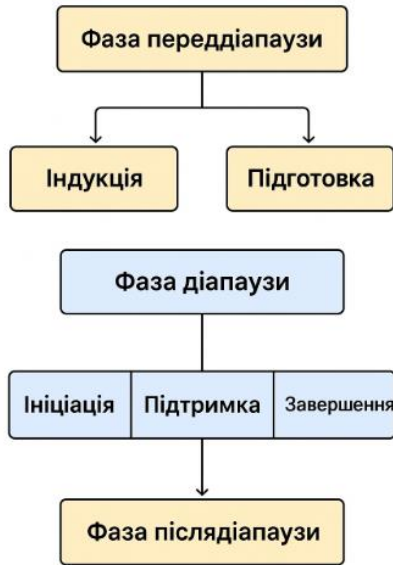 Фаза переддіапаузи
Індукція
Підготовка
Фаза діапаузи
Ініціація
Підтримка
Завершення
Фаза післядіапаузи